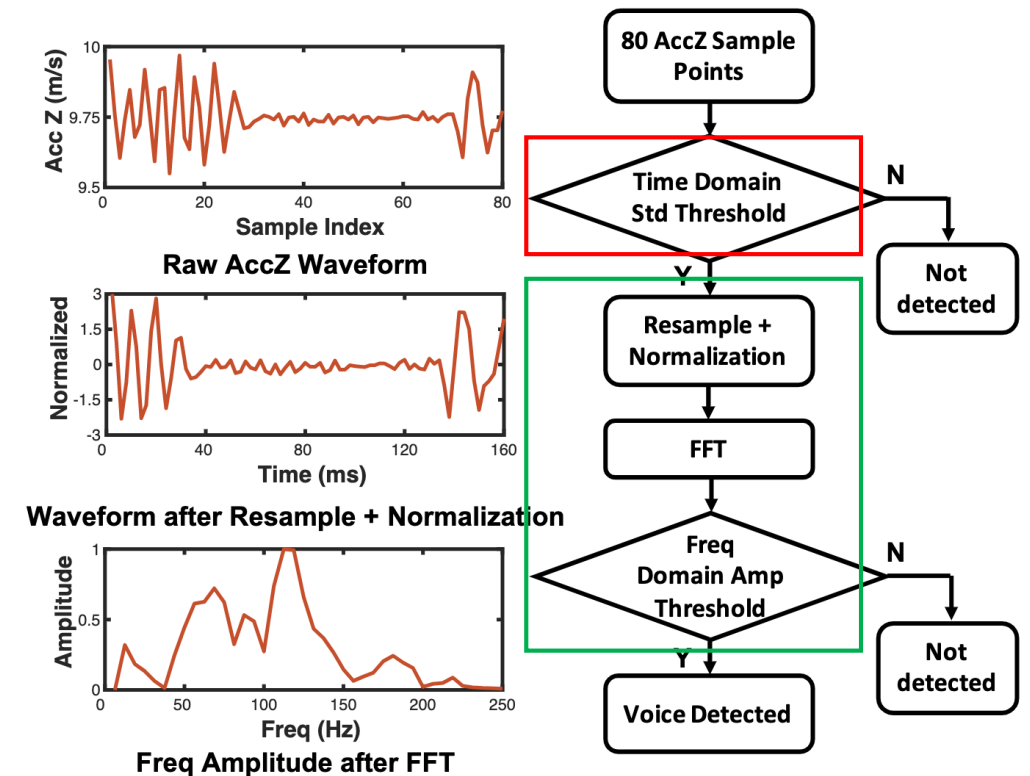 10
9.75
9.5
Acc Z (m/s)
0
20
40
60
80
Sample Index
Raw AccZ Waveform
3
1.5
0
-1.5
-3
Normalized
0
40
80
120
160
Time (ms)
Waveform after Resample + Normalization
1
0.5
0
Amplitude
0
50
100
150
200
250
Freq (Hz)
Freq Amplitude after FFT
80 AccZ Sample
Points
Time Domain
Std Threshold
N
Not
detected
Y
Resample +
Normalization
FFT
Freq
Domain Amp
Threshold
N
Not
detected
Y
Voice Detected